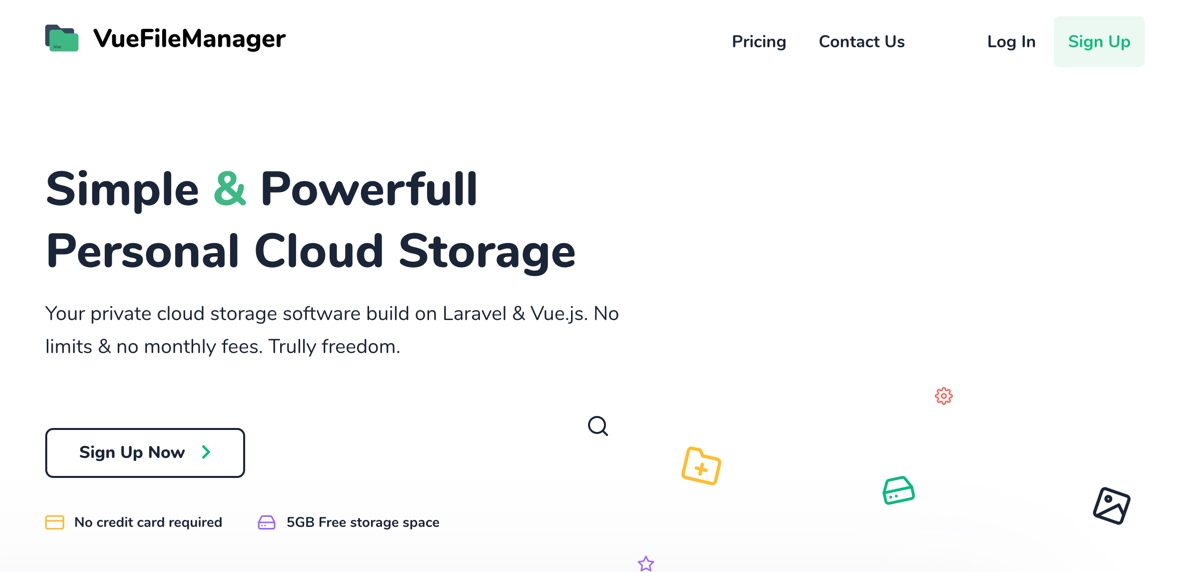 VueFileManager
Pricing
Contact Us
Log In
Sign Up
Simple & Powerfull
Personal Cloud Storage
Your private cloud storage software build on Laravel & Vue.js. No
limits & no monthly fees. Trully freedom.
Sign Up Now
No credit card required
5GB Free storage space